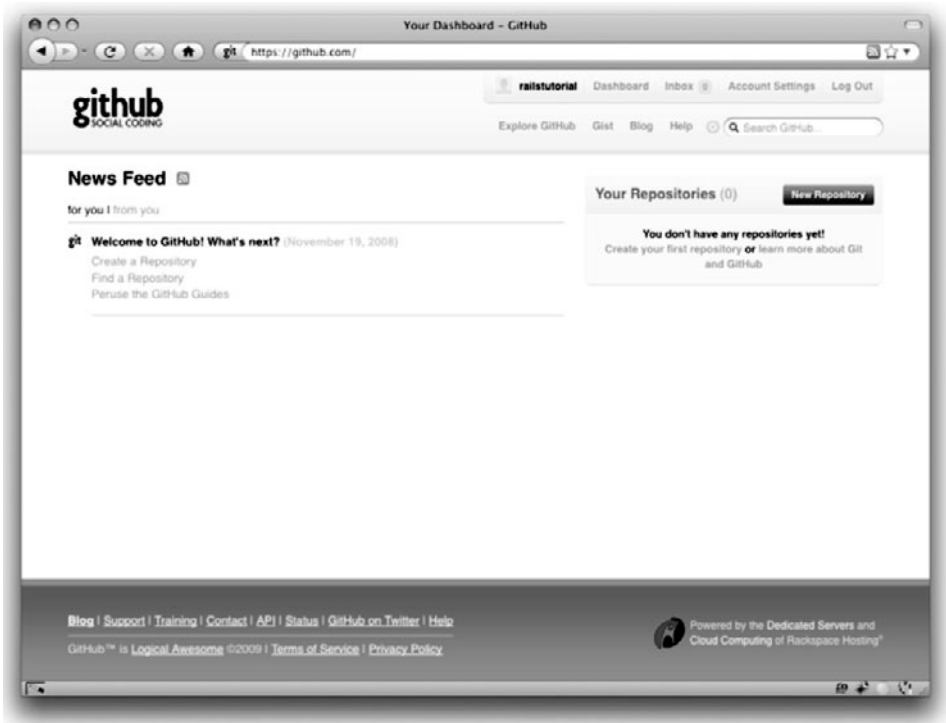 Your Dashboard – GitHub
git https://github.com/
github
SOCIAL CODING
railstutorial Dashboard Inbox 0 Account Settings Log Out
Explore GitHub Gist Blog Help Search GitHub...
News Feed
for you | from you
git Welcome to GitHub! What's next? (November 19, 2008)
Create a Repository
Find a Repository
Peruse the GitHub Guides
Your Repositories (0) New Repository
You don't have any repositories yet!
Create your first repository or learn more about Git
and GitHub
Blog | Support | Training | Contact | API | Status | GitHub on Twitter | Help
GitHub™ is Logical Awesome ©2009 | Terms of Service | Privacy Policy
Powered by the Dedicated Servers and
Cloud Computing of Rackspace Hosting®